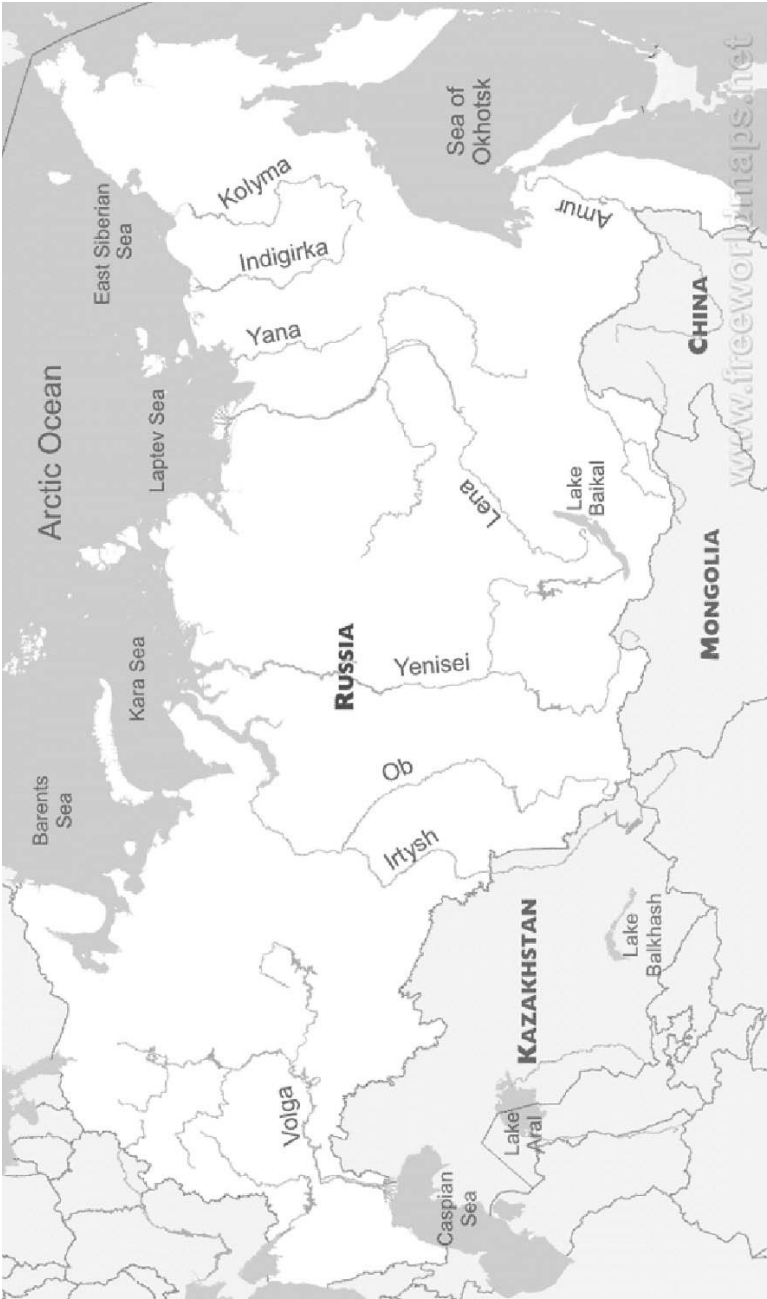 Arctic Ocean
Barents
Sea
Kara Sea
Laptev Sea
East Siberian
Sea
Sea of
Okhotsk
Kolyma
Indigirka
Yana
Lena
Amur
RUSSIA
Yenisei
Ob
Irtysh
Volga
Lake
Baikal
CHINA
MONGOLIA
KAZAKHSTAN
Lake
Balkhash
Lake
Aral
Caspian
Sea
www.freeworldmaps.net